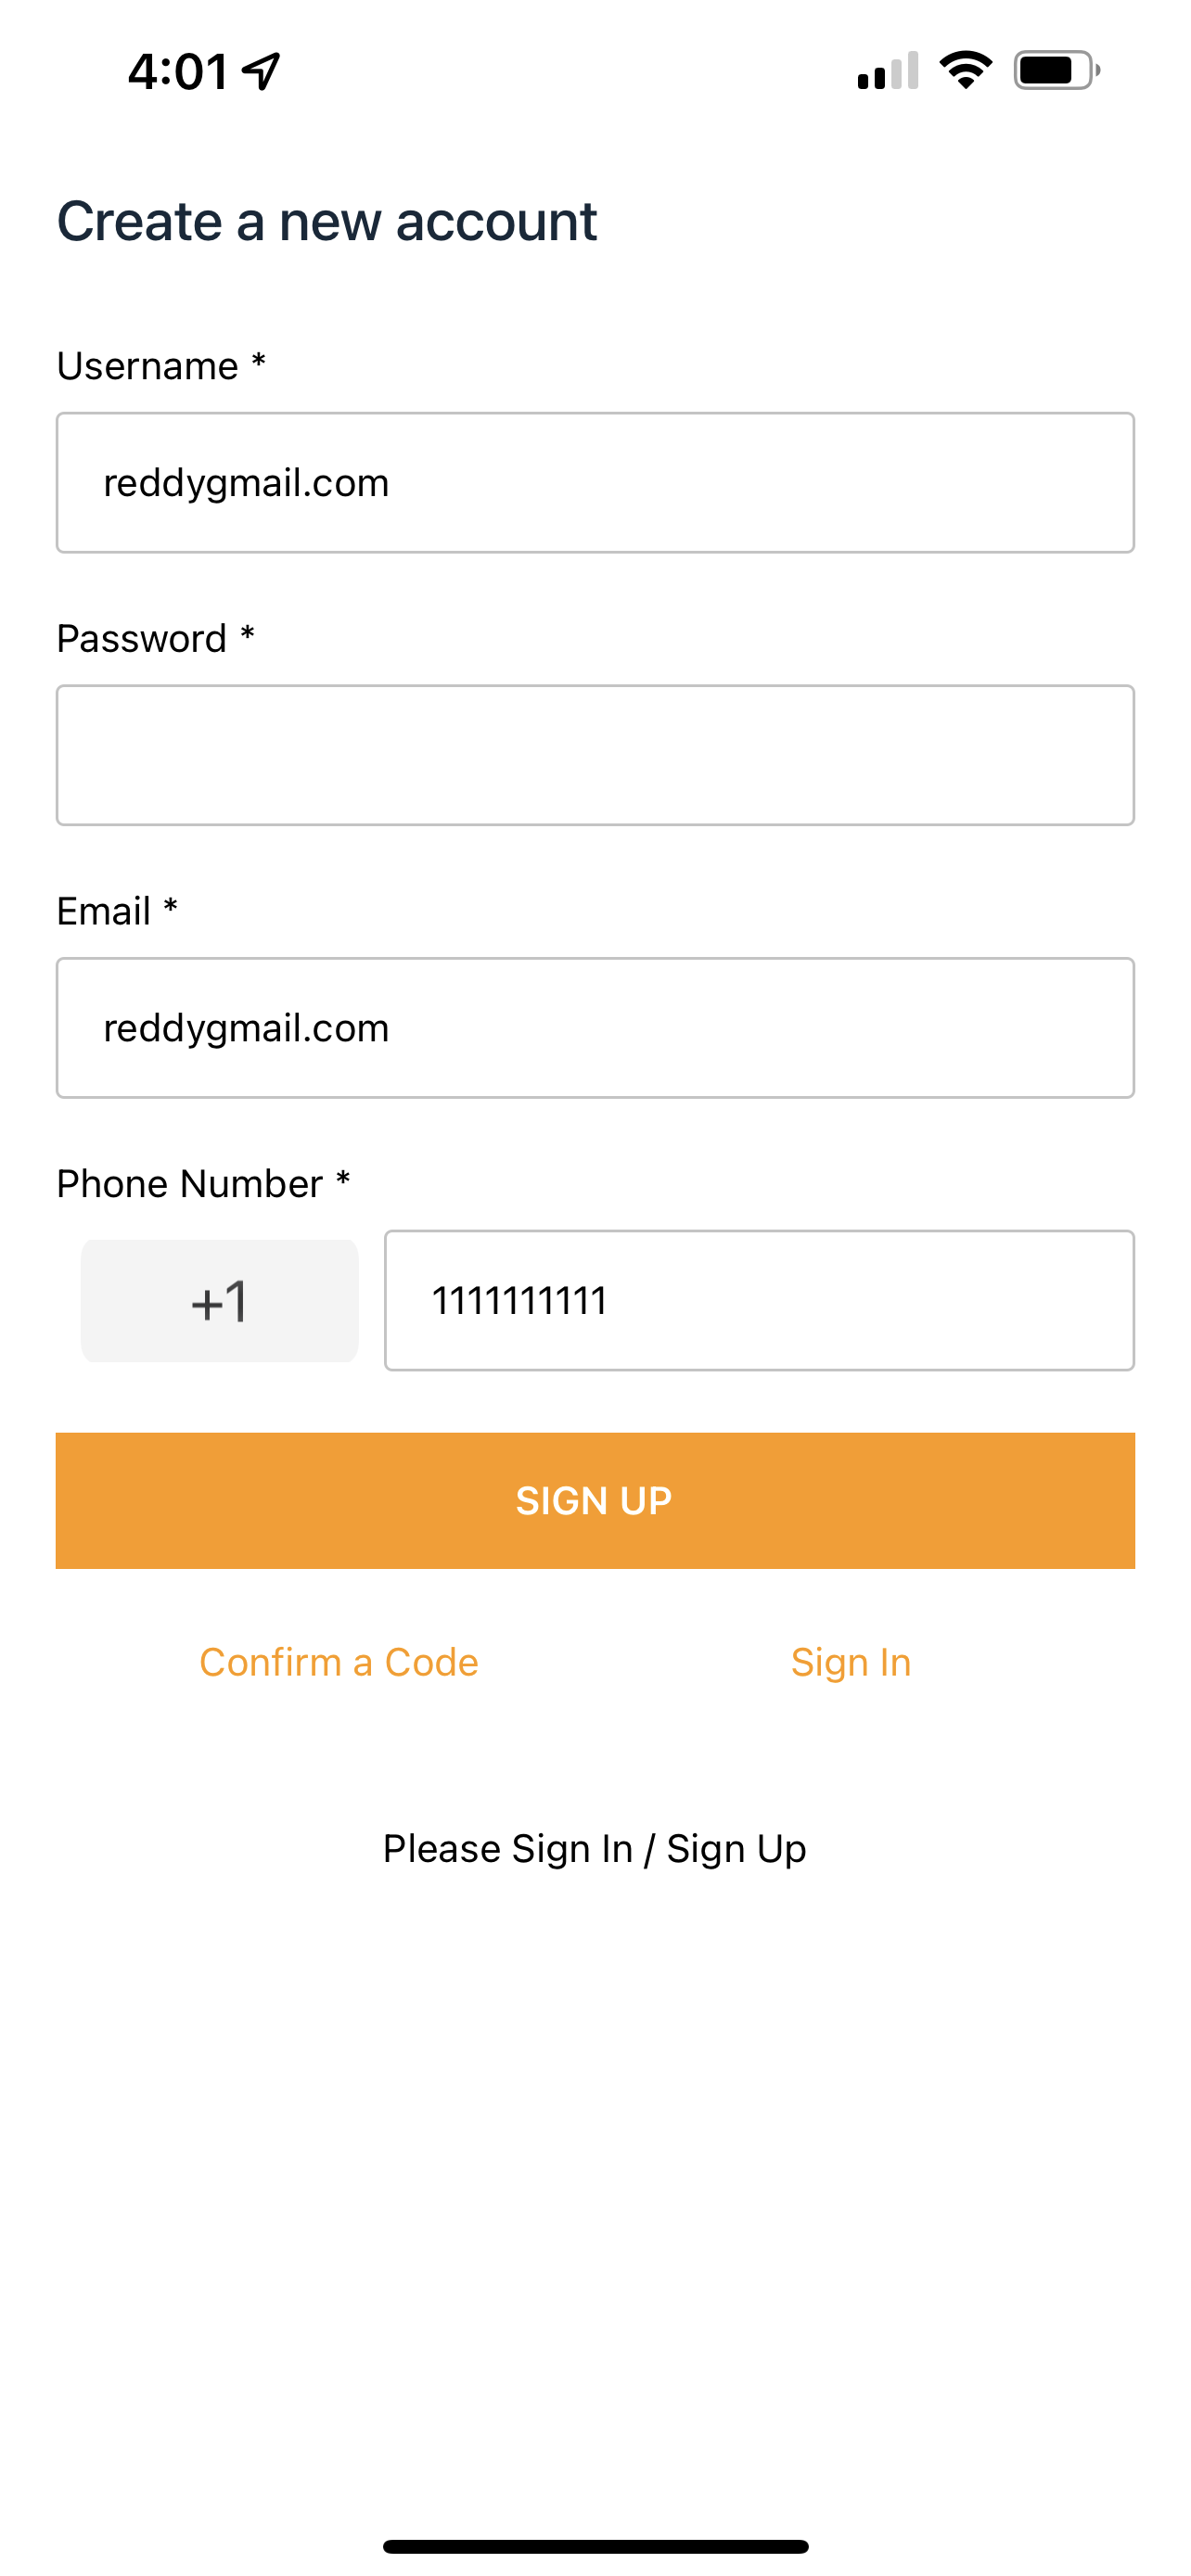 4:01
Create a new account
Username *
reddygmail.com
Password *
Email *
reddygmail.com
Phone Number *
+1
1111111111
SIGN UP
Confirm a Code
Sign In
Please Sign In / Sign Up